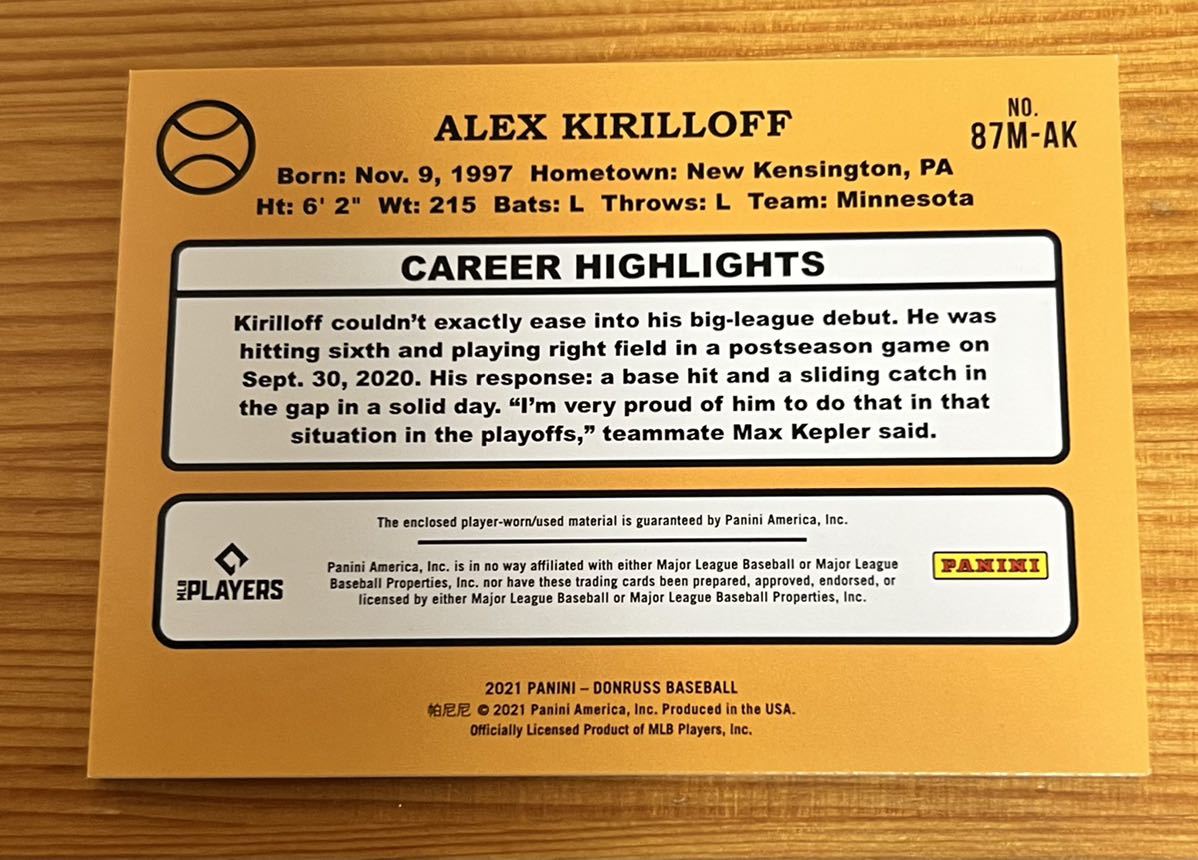 ALEX KIRILLOFF
NO.
87M-AK
Born: Nov. 9, 1997 Hometown: New Kensington, PA
Ht: 6' 2" Wt: 215 Bats: L Throws: L Team: Minnesota
CAREER HIGHLIGHTS
Kirilloff couldn’t exactly ease into his big-league debut. He was
hitting sixth and playing right field in a postseason game on
Sept. 30, 2020. His response: a base hit and a sliding catch in
the gap in a solid day. “I’m very proud of him to do that in that
situation in the playoffs,” teammate Max Kepler said.
The enclosed player-worn/used material is guaranteed by Panini America, Inc.
MLB PLAYERS
Panini America, Inc. is in no way affiliated with either Major League Baseball or Major League
Baseball Properties, Inc. nor have these trading cards been prepared, approved, endorsed, or
licensed by either Major League Baseball or Major League Baseball Properties, Inc.
PANINI
2021 PANINI – DONRUSS BASEBALL
帕尼尼 © 2021 Panini America, Inc. Produced in the USA.
Officially Licensed Product of MLB Players, Inc.